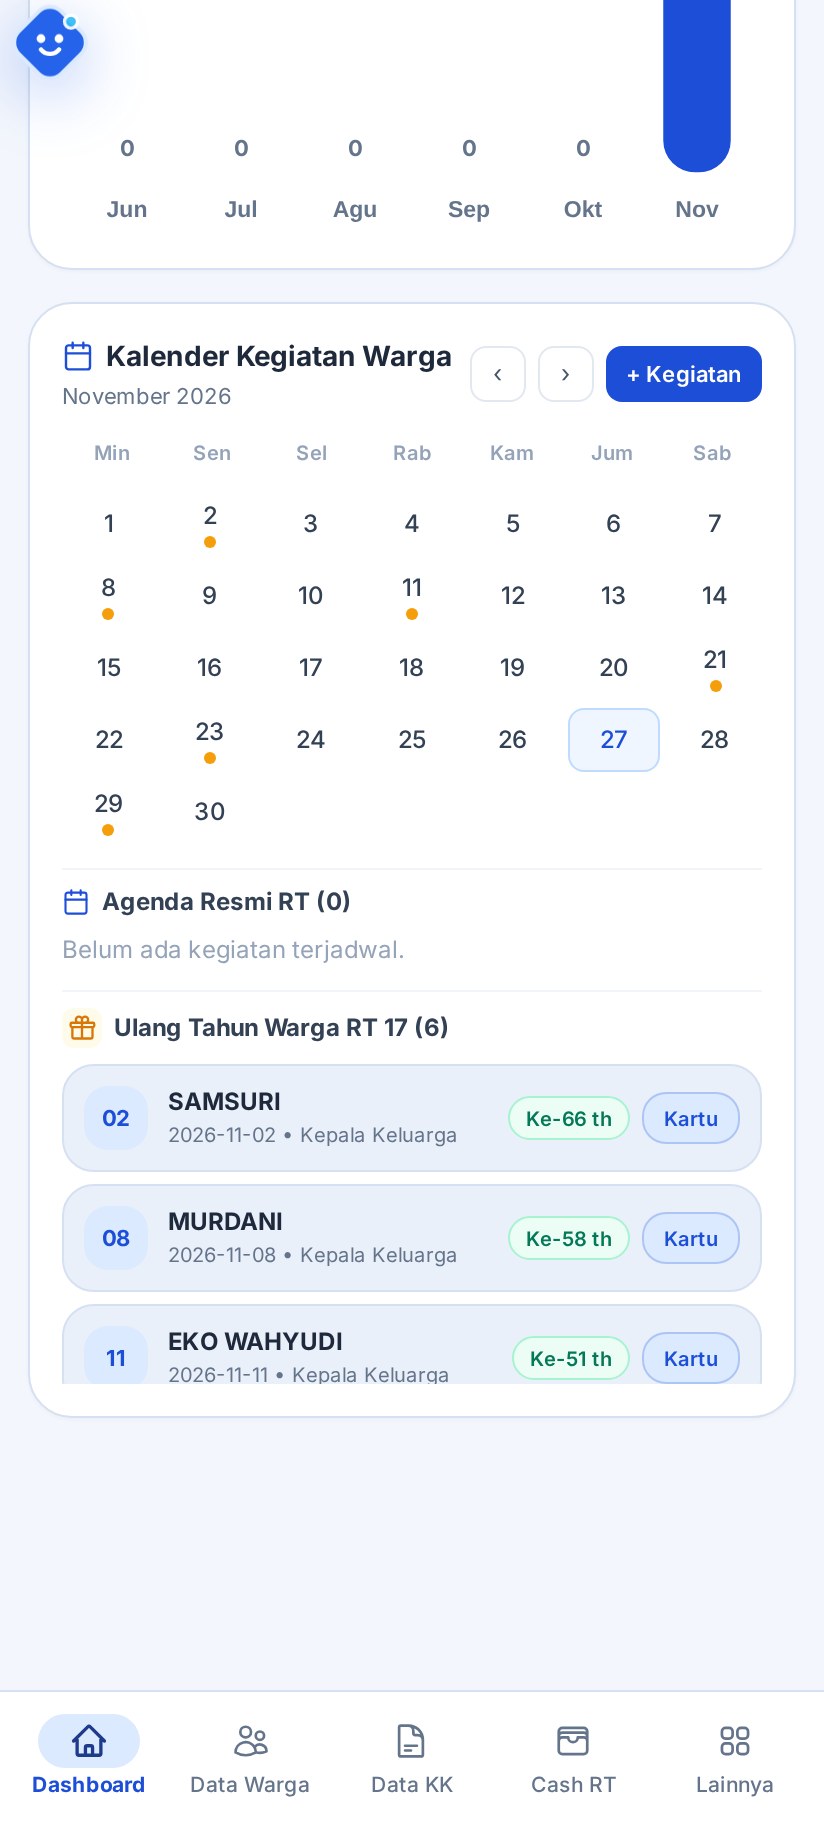 0 0 0 0 0
Jun Jul Agu Sep Okt Nov
Kalender Kegiatan Warga
November 2026
‹ › + Kegiatan
Min Sen Sel Rab Kam Jum Sab
1 2 3 4 5 6 7
8 9 10 11 12 13 14
15 16 17 18 19 20 21
22 23 24 25 26 27 28
29 30
Agenda Resmi RT (0)
Belum ada kegiatan terjadwal.
Ulang Tahun Warga RT 17 (6)
02 SAMSURI Ke-66 th Kartu
2026-11-02 • Kepala Keluarga
08 MURDANI Ke-58 th Kartu
2026-11-08 • Kepala Keluarga
11 EKO WAHYUDI Ke-51 th Kartu
2026-11-11 • Kepala Keluarga
Dashboard Data Warga Data KK Cash RT Lainnya